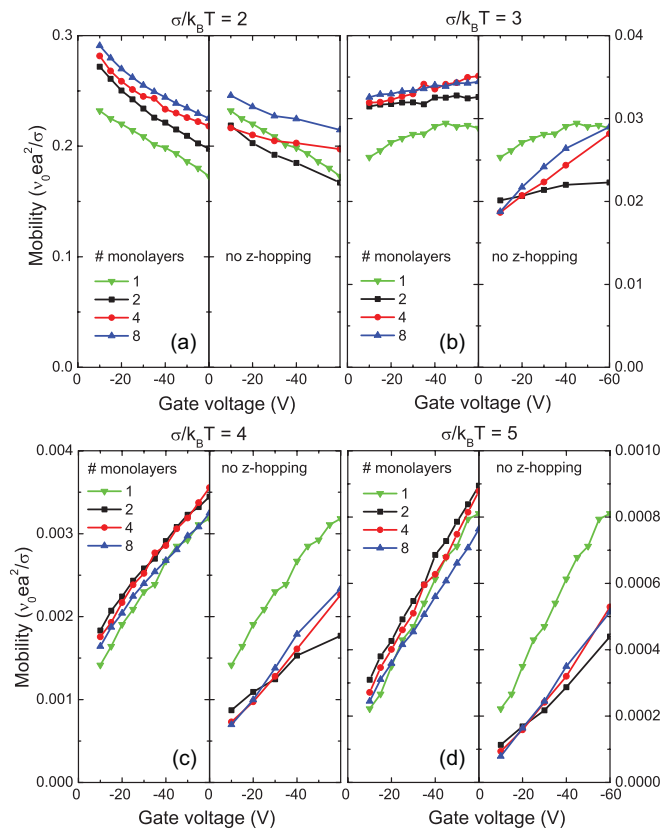 σ/k_BT = 2
σ/k_BT = 3
0.3
0.2
0.1
0.0
0.04
0.03
0.02
0.01
0.00
Mobility (ν₀ea²/σ)
# monolayers
1
2
4
8
(a)
no z-hopping
# monolayers
1
2
4
8
(b)
no z-hopping
0 -20 -40 0 -20 -40 0 -20 -40 0 -20 -40 -60
Gate voltage (V)
Gate voltage (V)
σ/k_BT = 4
σ/k_BT = 5
0.004
0.003
0.002
0.001
0.000
0.0010
0.0008
0.0006
0.0004
0.0002
0.0000
Mobility (ν₀ea²/σ)
# monolayers
1
2
4
8
(c)
no z-hopping
# monolayers
1
2
4
8
(d)
no z-hopping
0 -20 -40 0 -20 -40 0 -20 -40 0 -20 -40 -60
Gate voltage (V)
Gate voltage (V)